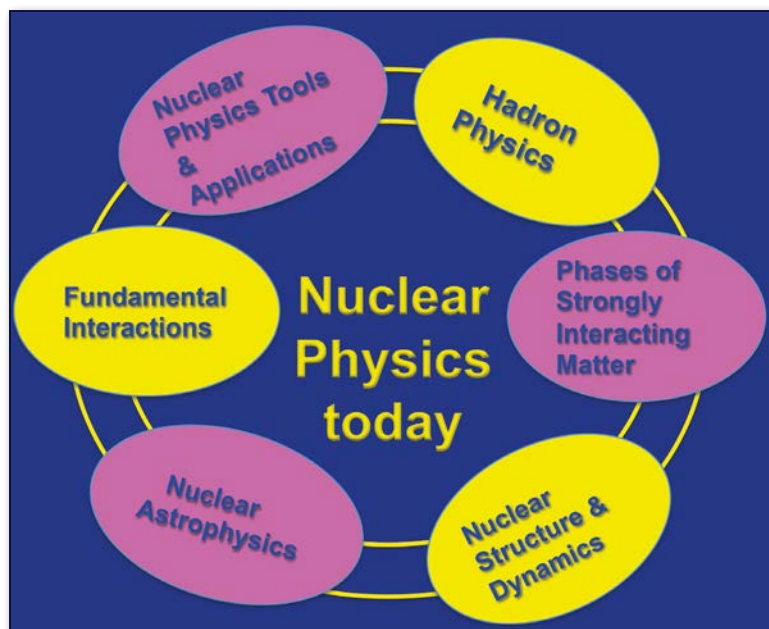 Nuclear
Physics Tools
&
Applications
Hadron
Physics
Fundamental
Interactions
Nuclear
Physics
today
Phases of
Strongly
Interacting
Matter
Nuclear
Astrophysics
Nuclear
Structure &
Dynamics